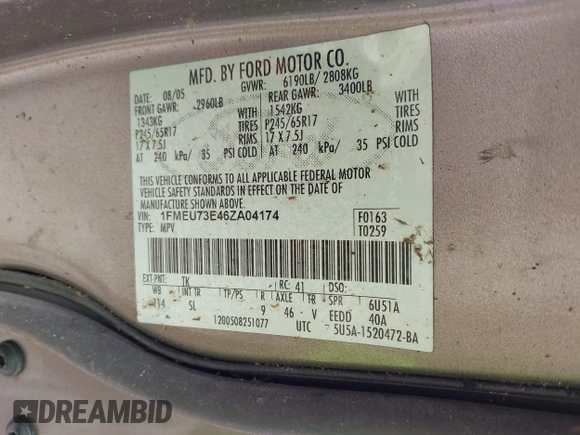 MFD. BY FORD MOTOR CO.
08/05 GVWR: 6190LB/ 2808KG
FRONT GAWR: 2960LB REAR GAWR: 3400LB
1343KG WITH 1542KG WITH
P245/65R17 TIRES P245/65R17 TIRES
17 X 7.5J RIMS 17 X 7.5J RIMS
AT 240 kPa/ 35 PSI COLD AT 240 kPa/ 35 PSI COLD
THIS VEHICLE CONFORMS TO ALL APPLICABLE FEDERAL MOTOR
VEHICLE SAFETY STANDARDS IN EFFECT ON THE DATE OF
MANUFACTURE SHOWN ABOVE.
VIN: 1FMEU73E46ZA04174 F0163
TYPE: MPV T0259
EXT PNT: TK RC: 41 DSO:
WB INT TR TP/PS R AXLE TR SPR 6U51A
114 SL 9 46 V EEDD 40A
1200508251077 UTC 5U5A-1520472-BA
DREAMBID